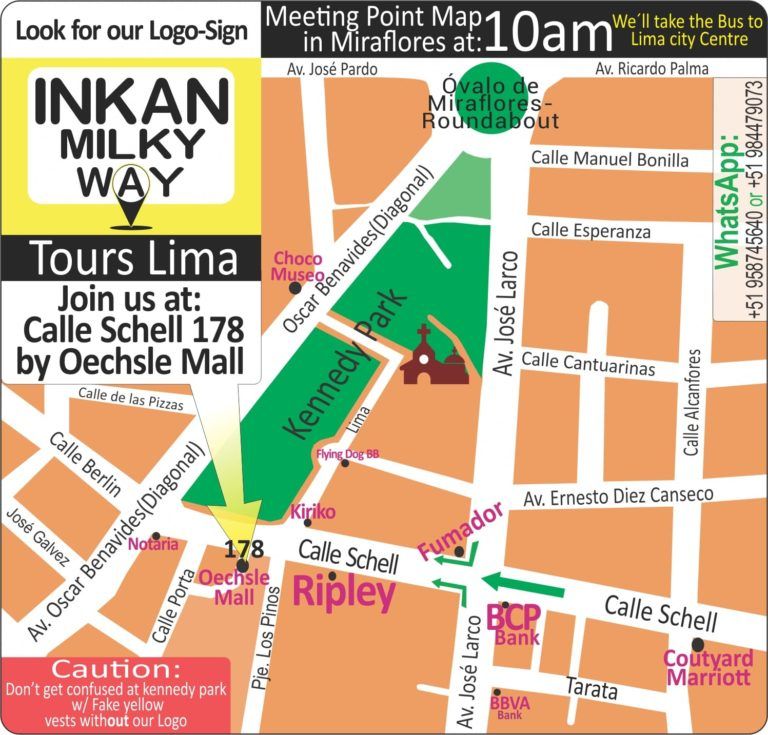 Look for our Logo-Sign
Meeting Point Map
in Miraflores at:
10am
We´ll take the Bus to
Lima city Centre
INKAN
MILKY
WAY
Tours Lima
Join us at:
Calle Schell 178
by Oechsle Mall
Av. José Pardo
Óvalo de
Miraflores-
Roundabout
Av. Ricardo Palma
WhatsApp:
+51 958745640 or +51 984479073
Calle Manuel Bonilla
Calle Esperanza
Oscar Benavides(Diagonal)
Choco
Museo
Kennedy Park
Av. José Larco
Calle Cantuarinas
Calle Alcanfores
Calle de las Pizzas
Lima
Calle Berlin
Flying Dog BB
Av. Ernesto Diez Canseco
José Galvez
Av. Oscar Benavides(Diagonal)
Kiriko
Notaria
178
Oechsle
Mall
Calle Schell
Fumador
Ripley
Calle Porta
Pje. Los Pinos
BCP
Bank
Calle Schell
Coutyard
Marriott
Av. José Larco
Tarata
BBVA
Bank
Caution:
Don´t get confused at kennedy park
w/ Fake yellow
vests without our Logo